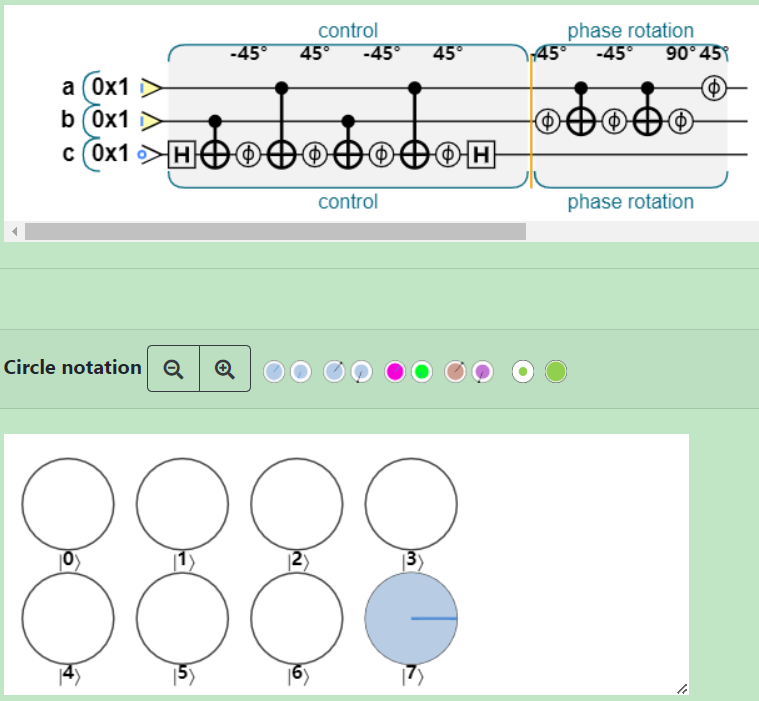 control phase rotation
-45° 45° -45° 45° -45° -45° 90° 45°
a 0x1
b 0x1
c 0x1 H H
control phase rotation
Circle notation
|0⟩ |1⟩ |2⟩ |3⟩
|4⟩ |5⟩ |6⟩ |7⟩